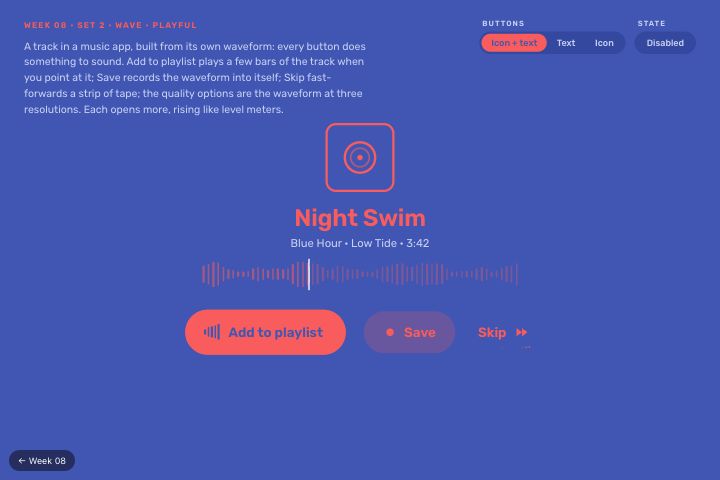 WEEK 08 • SET 2 • WAVE • PLAYFUL
A track in a music app, built from its own waveform: every button does
something to sound. Add to playlist plays a few bars of the track when
you point at it; Save records the waveform into itself; Skip fast-
forwards a strip of tape; the quality options are the waveform at three
resolutions. Each opens more, rising like level meters.
BUTTONS
Icon + text Text Icon
STATE
Disabled
Night Swim
Blue Hour • Low Tide • 3:42
Add to playlist Save Skip
← Week 08